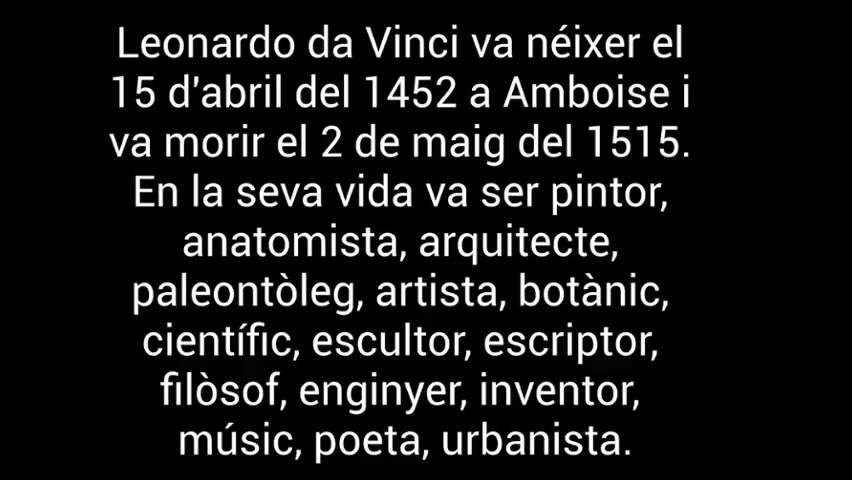 Leonardo da Vinci va néixer el
15 d'abril del 1452 a Amboise i
va morir el 2 de maig del 1515.
En la seva vida va ser pintor,
anatomista, arquitecte,
paleontòleg, artista, botànic,
científic, escultor, escriptor,
filòsof, enginyer, inventor,
músic, poeta, urbanista.